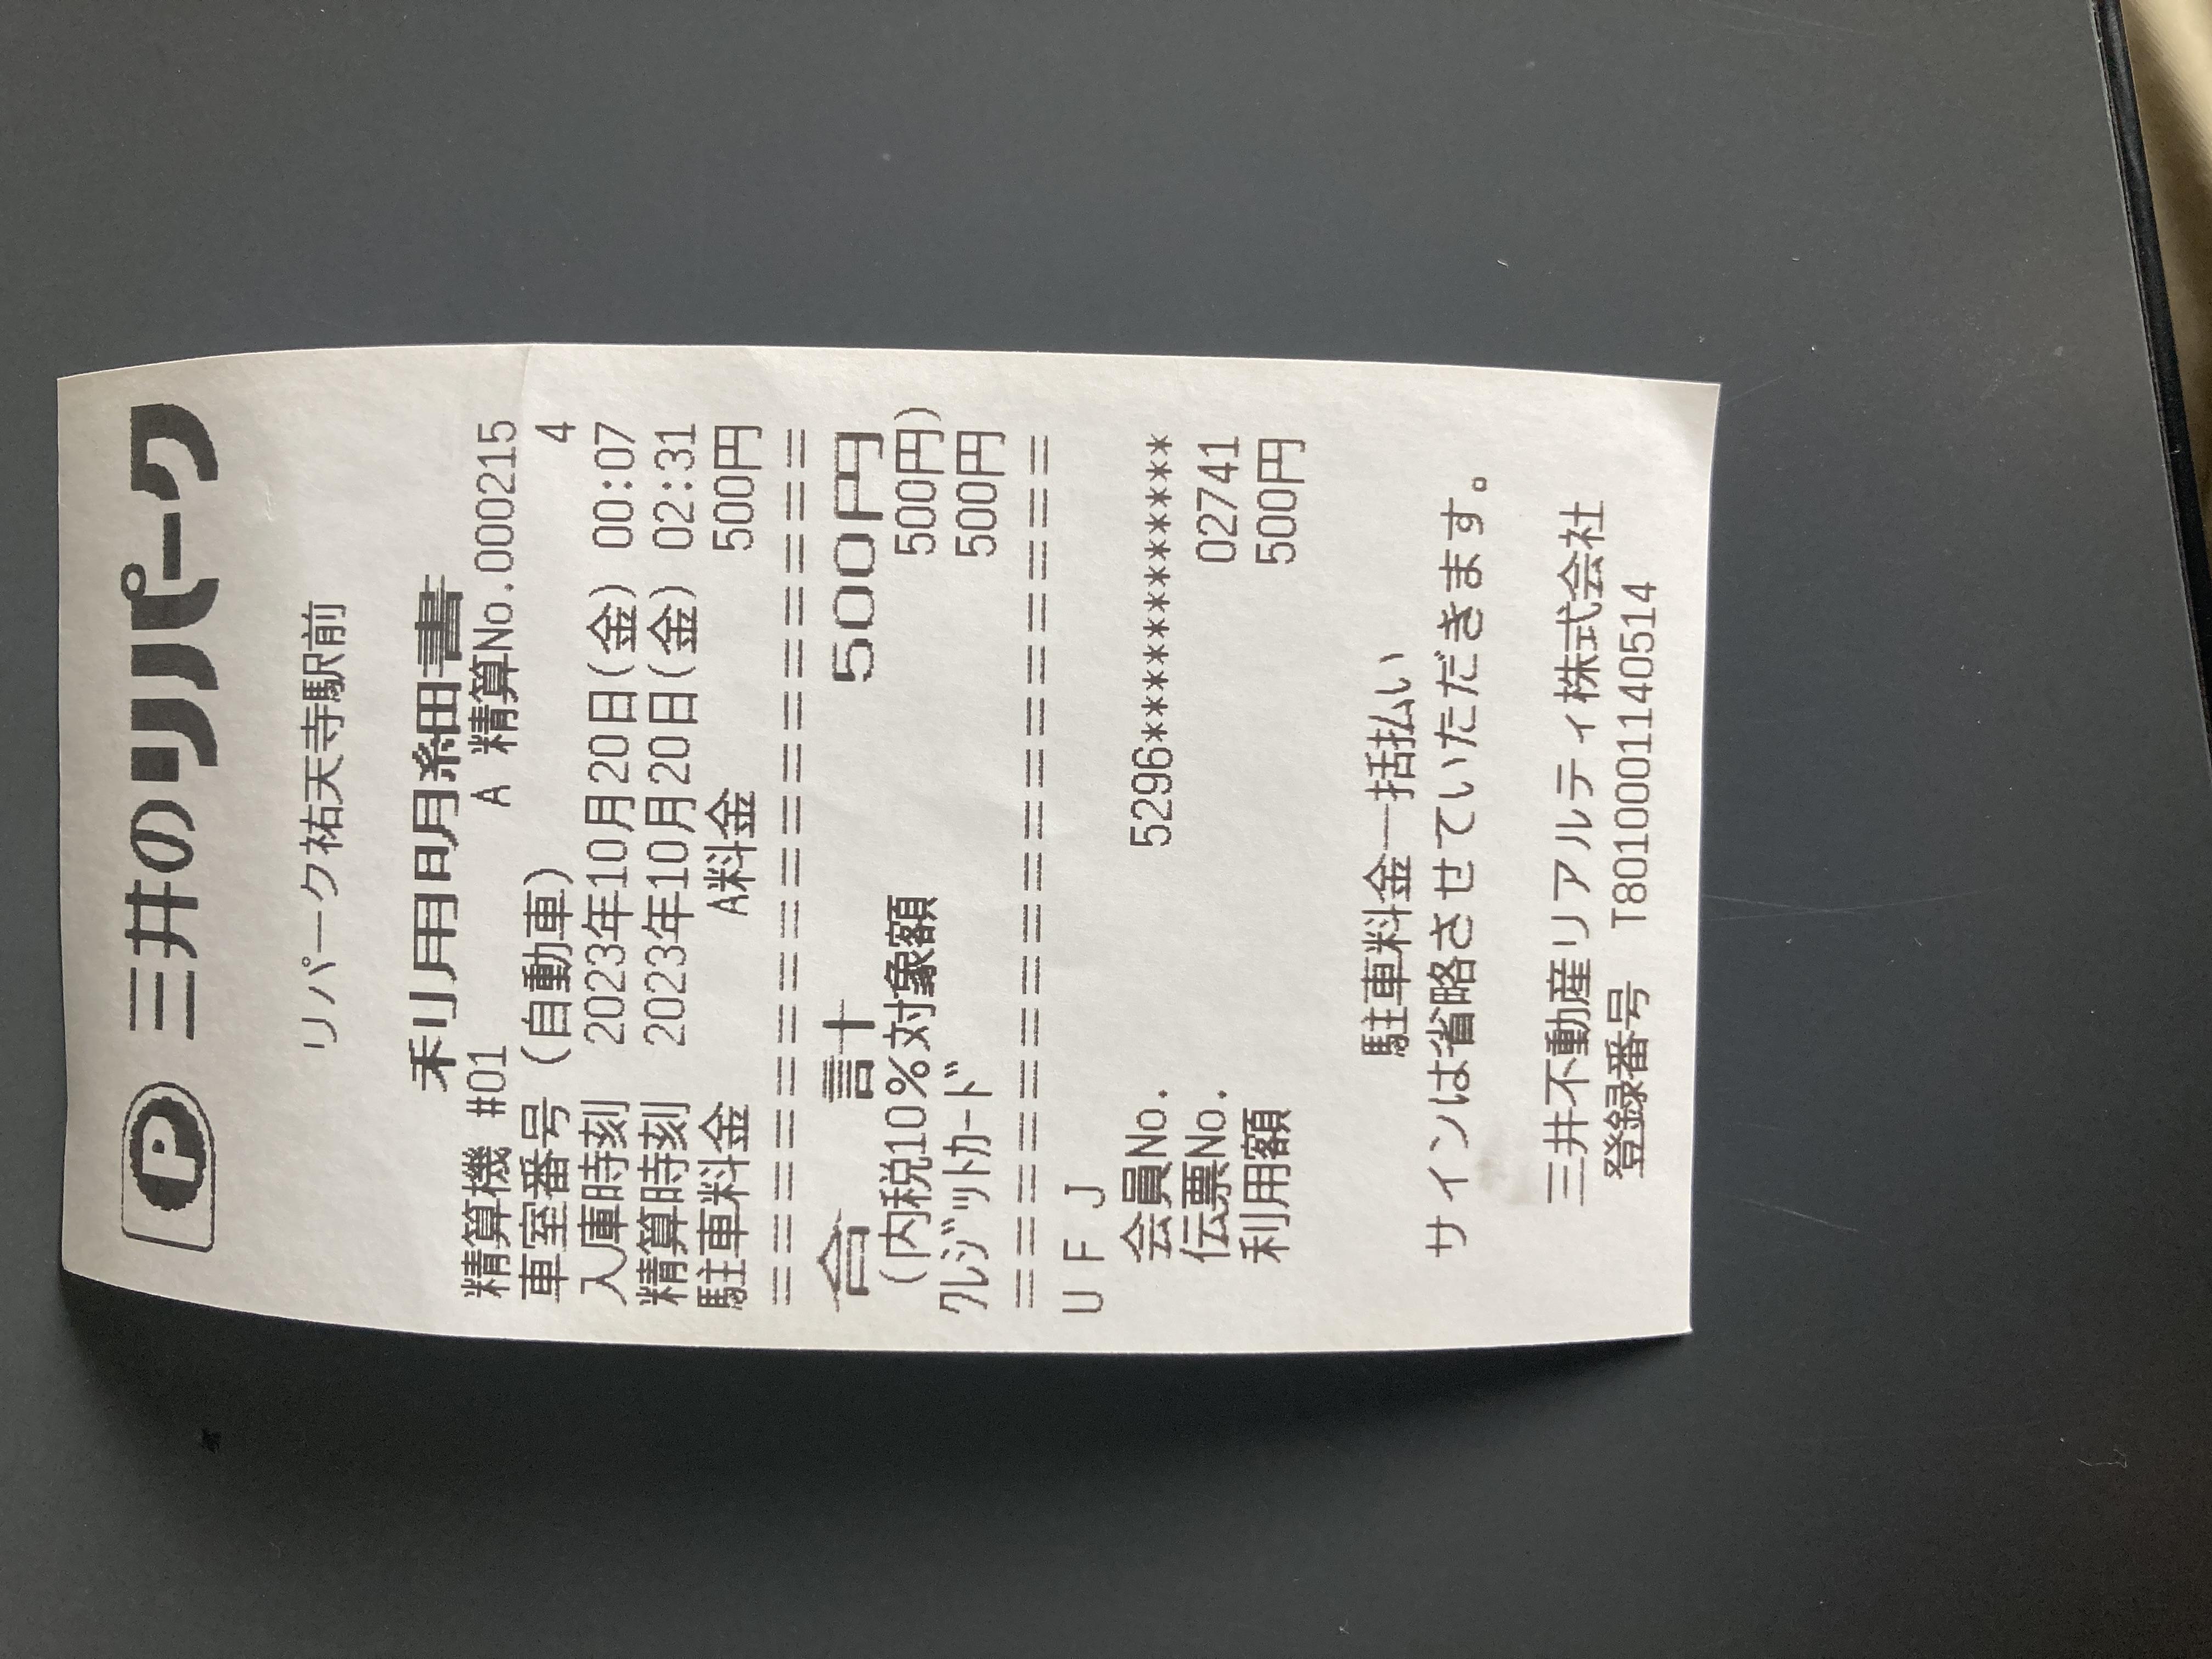 P 三井のリパーク
リパーク祐天寺駅前
利用明細書
精算機 #01 A 精算No.000215
車室番号 (自動車) 4
入庫時刻 2023年10月20日(金) 00:07
精算時刻 2023年10月20日(金) 02:31
駐車料金 A料金 500円
====================
合 計 500円
(内税10%対象額 500円)
ｸﾚｼﾞｯﾄｶｰﾄﾞ 500円
====================
UFJ
会員No. 5296************
伝票No. 02741
利用額 500円
駐車料金一括払い
サインは省略させていただきます。
三井不動産リアルティ株式会社
登録番号 T8010001140514